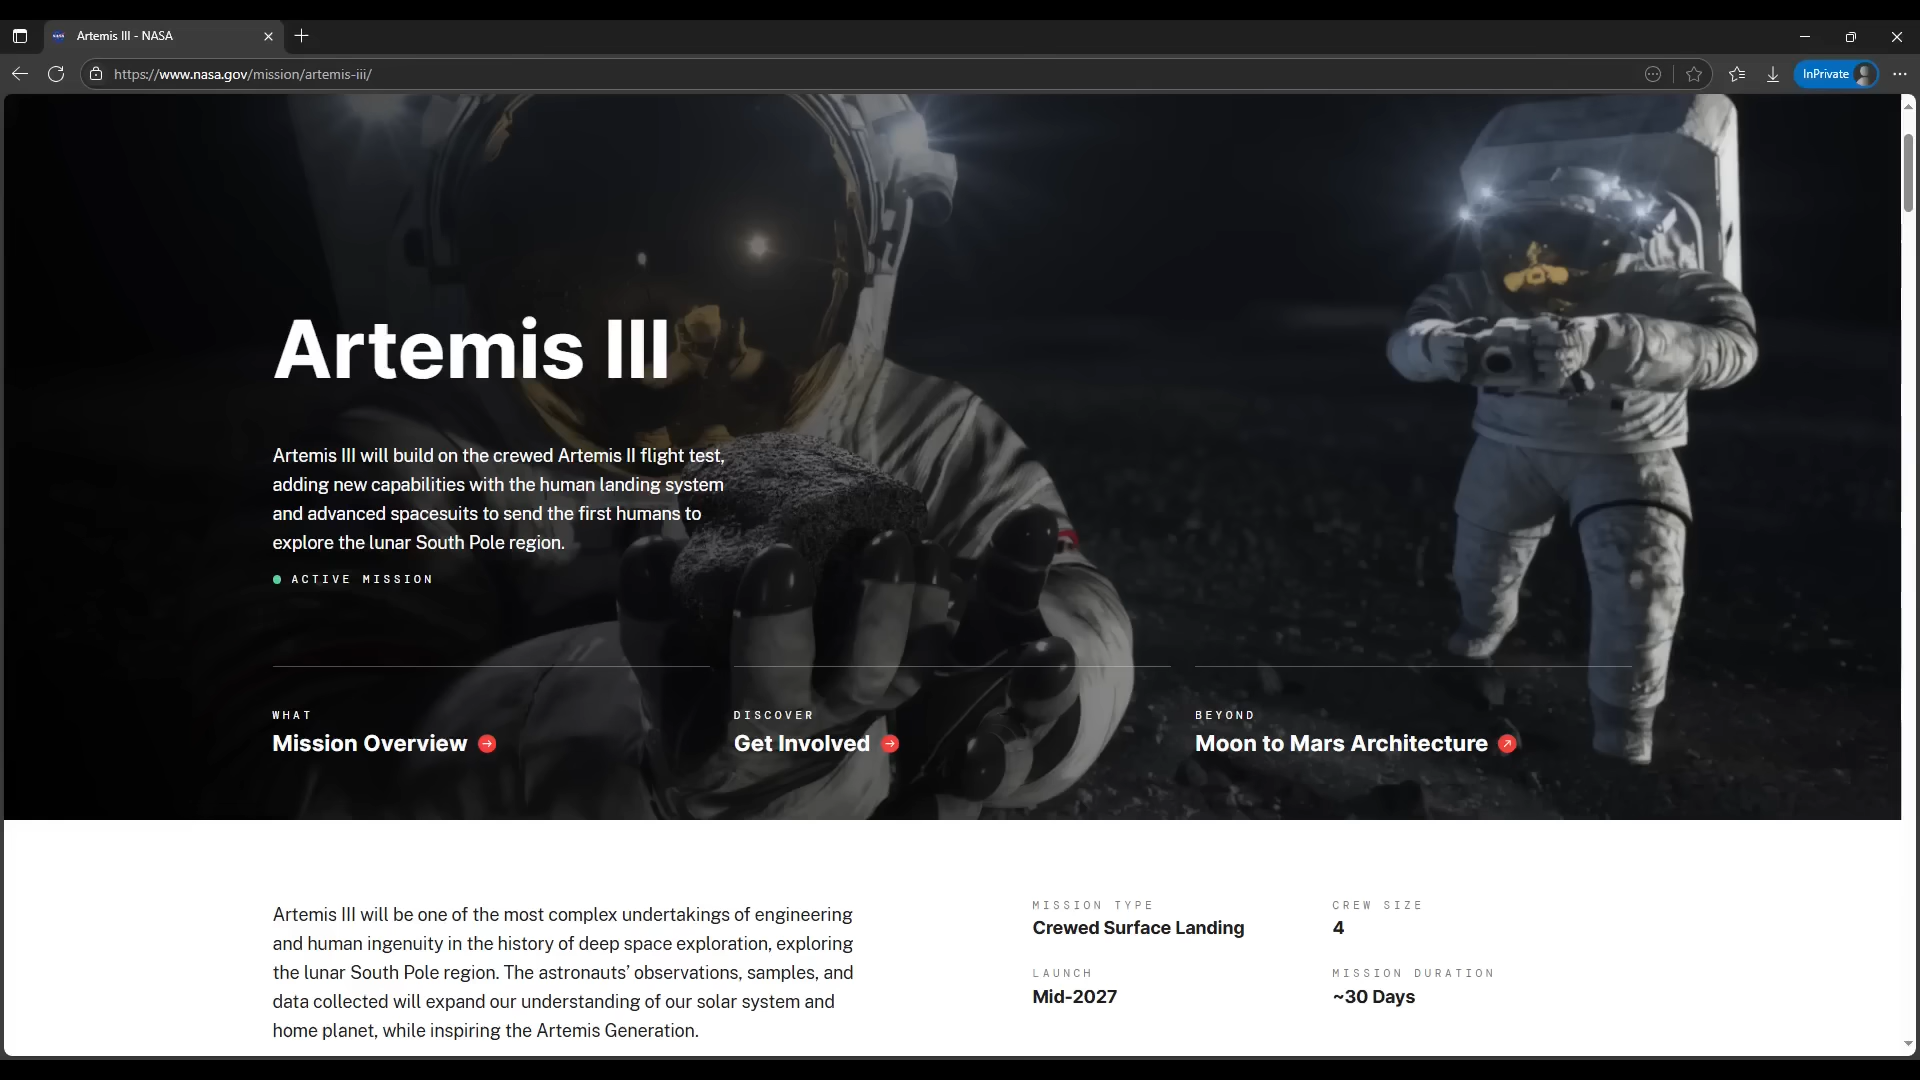 Artemis III - NASA
https://www.nasa.gov/mission/artemis-iii/
InPrivate
Artemis III
Artemis III will build on the crewed Artemis II flight test,
adding new capabilities with the human landing system
and advanced spacesuits to send the first humans to
explore the lunar South Pole region.
ACTIVE MISSION
WHAT
Mission Overview
DISCOVER
Get Involved
BEYOND
Moon to Mars Architecture
Artemis III will be one of the most complex undertakings of engineering
and human ingenuity in the history of deep space exploration, exploring
the lunar South Pole region. The astronauts’ observations, samples, and
data collected will expand our understanding of our solar system and
home planet, while inspiring the Artemis Generation.
MISSION TYPE
Crewed Surface Landing
CREW SIZE
4
LAUNCH
Mid-2027
MISSION DURATION
~30 Days